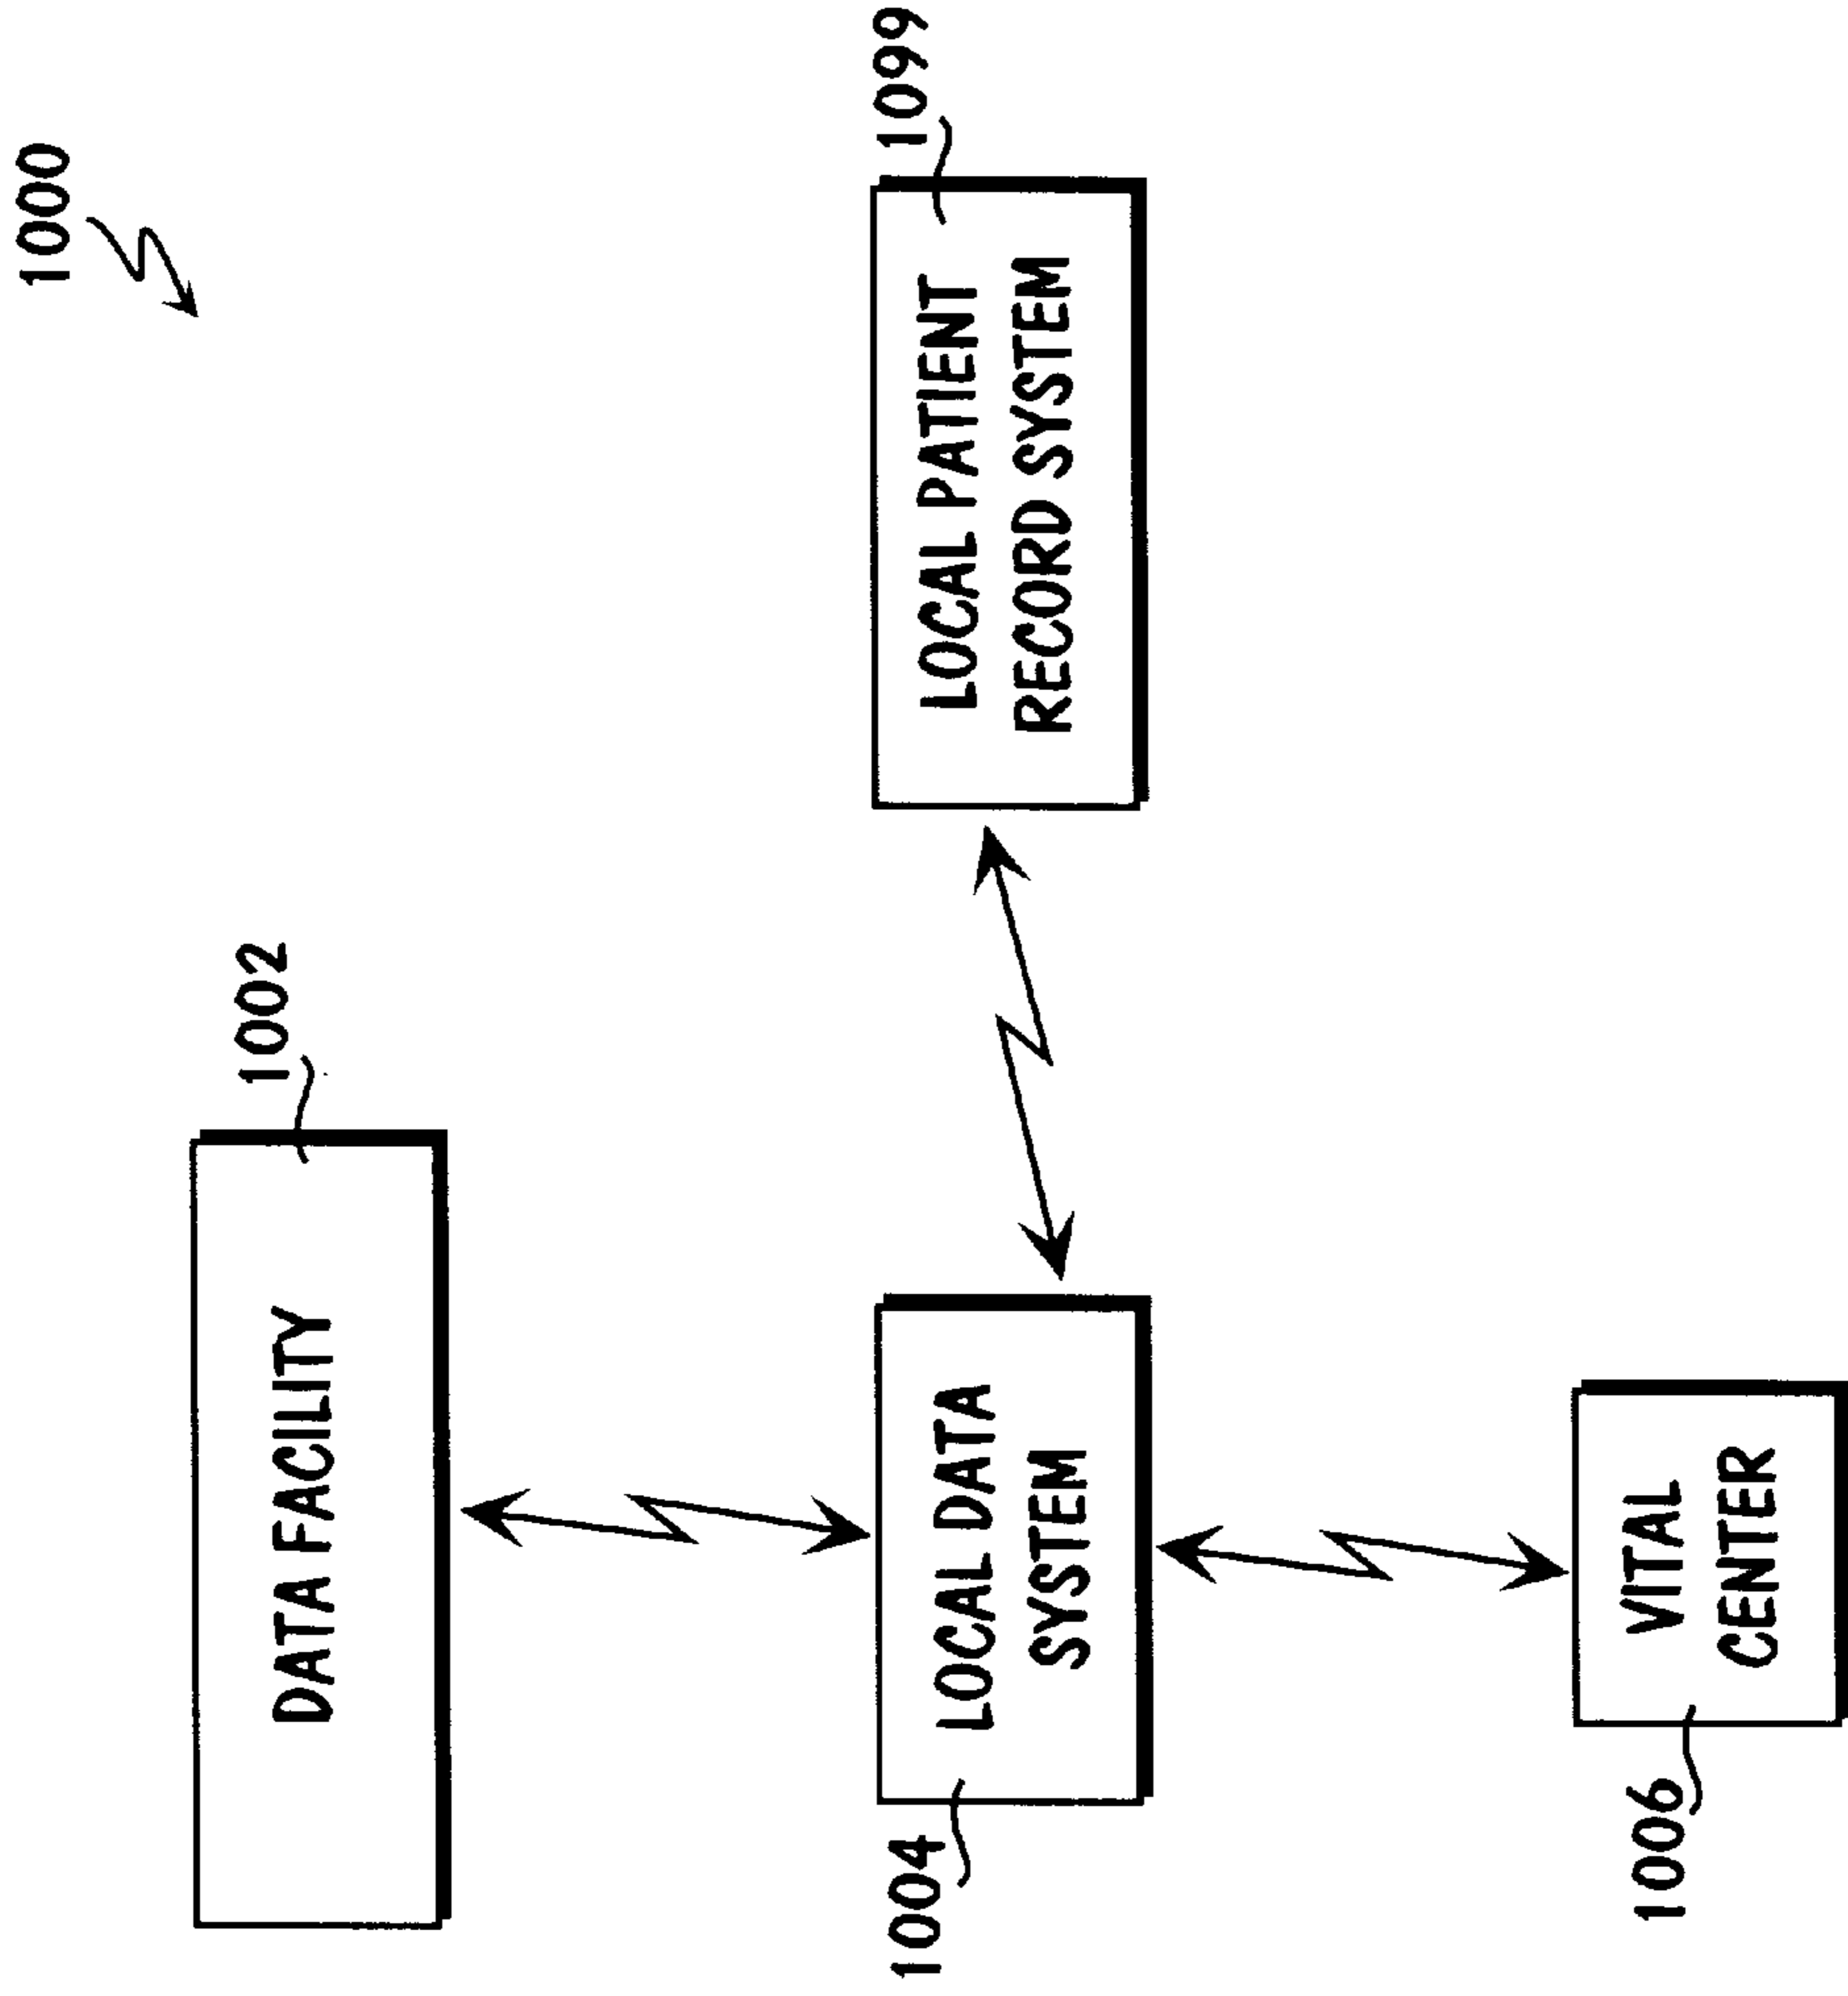 1000
1002
DATA FACILITY
1004
LOCAL DATA
SYSTEM
1099
LOCAL PATIENT
RECORD SYSTEM
1006
VITAL
CENTER